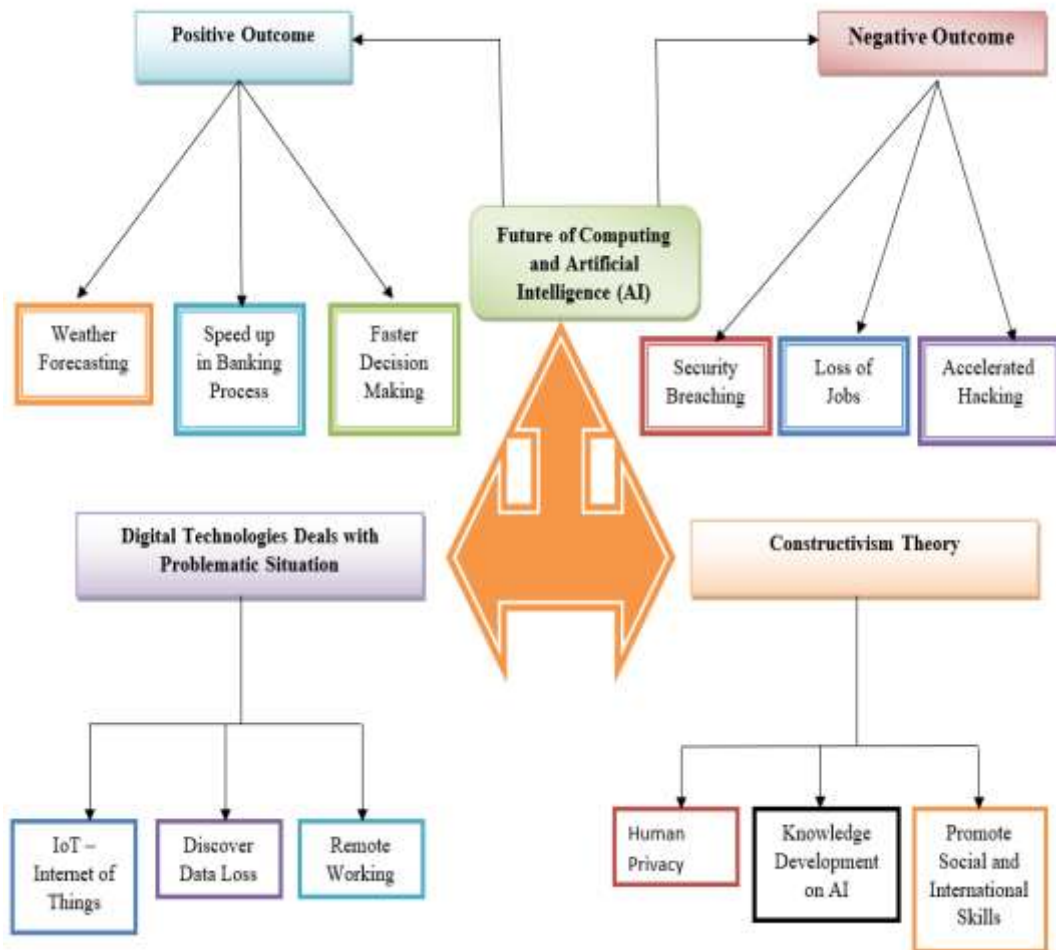 Positive Outcome
Negative Outcome
Future of Computing
and Artificial
Intelligence (AI)
Weather
Forecasting
Speed up
in Banking
Process
Faster
Decision
Making
Security
Breaching
Loss of
Jobs
Accelerated
Hacking
Digital Technologies Deals with
Problematic Situation
Constructivism Theory
IoT –
Internet of
Things
Discover
Data Loss
Remote
Working
Human
Privacy
Knowledge
Development
on AI
Promote
Social and
International
Skills